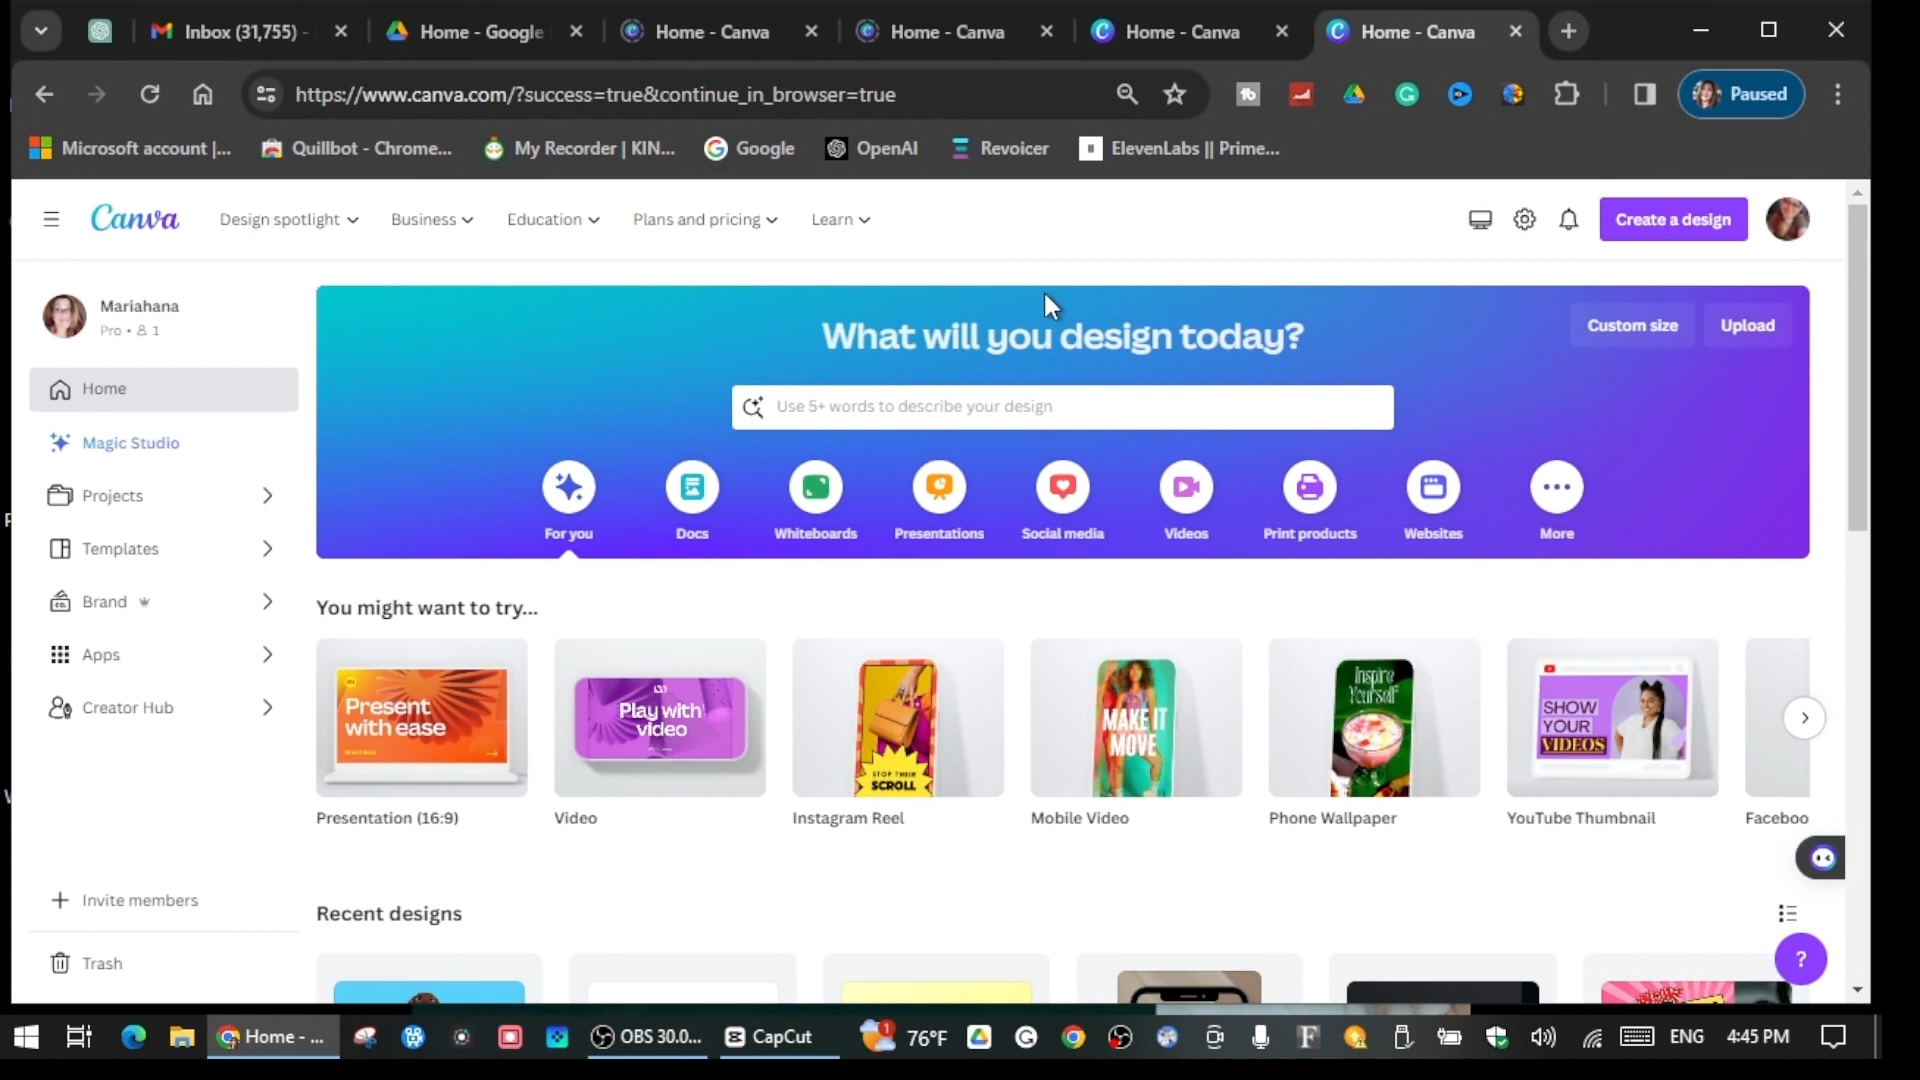 Inbox (31,755) -
Home - Google
Home - Canva
Home - Canva
Home - Canva
Home - Canva
https://www.canva.com/?success=true&continue_in_browser=true
Paused
Microsoft account |...
Quillbot - Chrome...
My Recorder | KIN...
Google
OpenAI
Revoicer
ElevenLabs || Prime...
Canva
Design spotlight
Business
Education
Plans and pricing
Learn
Create a design
Mariahana
Pro • 1
Home
Magic Studio
Projects
Templates
Brand
Apps
Creator Hub
Invite members
Trash
What will you design today?
Custom size
Upload
Use 5+ words to describe your design
For you
Docs
Whiteboards
Presentations
Social media
Videos
Print products
Websites
More
You might want to try...
Present
with ease
Play with
video
STOP THEIR
SCROLL
MAKE IT
MOVE
Inspire
Yourself
SHOW
YOUR
VIDEOS
Presentation (16:9)
Video
Instagram Reel
Mobile Video
Phone Wallpaper
YouTube Thumbnail
Faceboo
Recent designs
?
Home - ...
OBS 30.0...
CapCut
1
76°F
ENG
4:45 PM